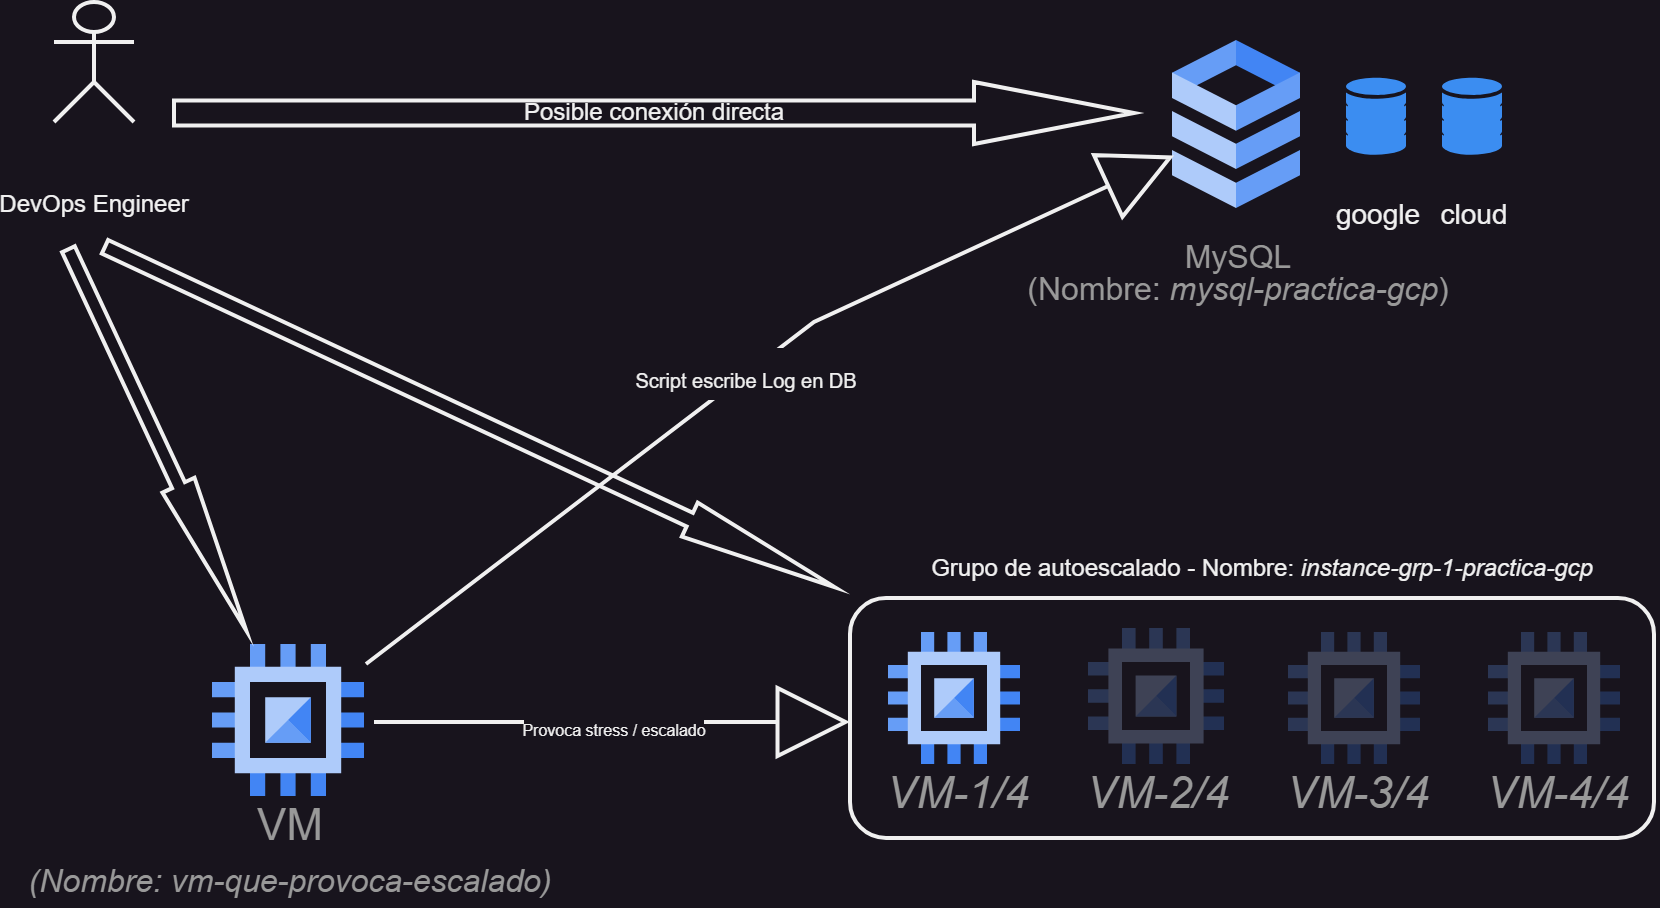 Posible conexión directa
DevOps Engineer
google cloud
MySQL
(Nombre: mysql-practica-gcp)
Script escribe Log en DB
Grupo de autoescalado - Nombre: instance-grp-1-practica-gcp
Provoca stress / escalado
VM-1/4 VM-2/4 VM-3/4 VM-4/4
VM
(Nombre: vm-que-provoca-escalado)